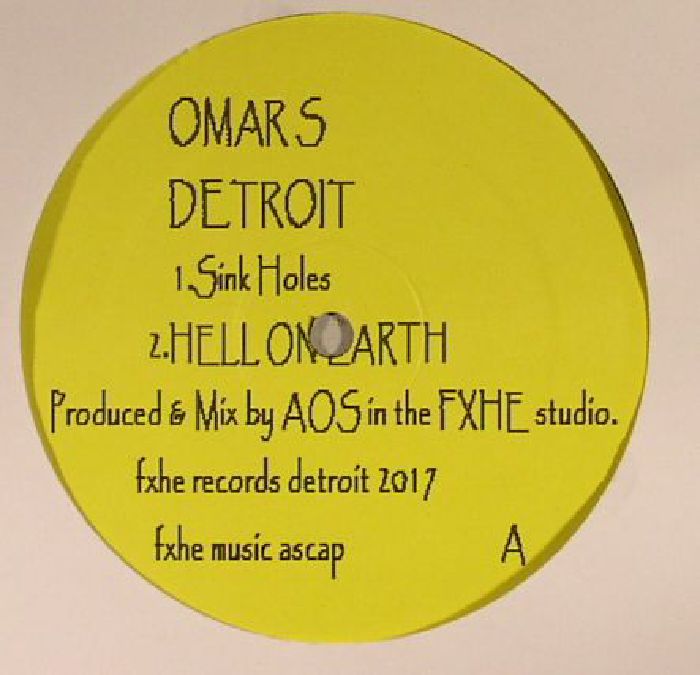 OMAR S
DETROIT
1.Sink Holes
2.HELL ON EARTH
Produced & Mix by AOS in the FXHE studio.
fxhe records detroit 2017
fxhe music ascap
A